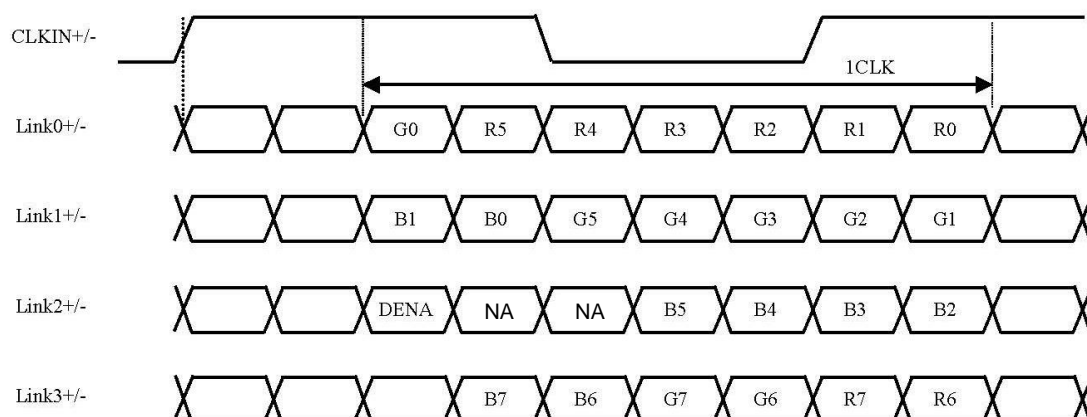 CLKIN+/-
1CLK
Link0+/- G0 R5 R4 R3 R2 R1 R0
Link1+/- B1 B0 G5 G4 G3 G2 G1
Link2+/- DENA NA NA B5 B4 B3 B2
Link3+/- B7 B6 G7 G6 R7 R6